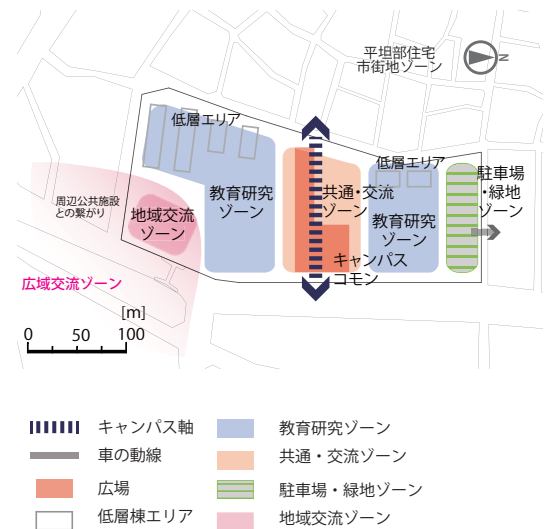 平坦部住宅
市街地ゾーン
N
低層エリア
低層エリア
駐車場
・緑地
ゾーン
周辺公共施設
との繋がり
地域交流
ゾーン
教育研究
ゾーン
共通・交流
ゾーン
教育研究
ゾーン
キャンパス
コモン
広域交流ゾーン
[m]
0 50 100
キャンパス軸
教育研究ゾーン
車の動線
共通・交流ゾーン
広場
駐車場・緑地ゾーン
低層棟エリア
地域交流ゾーン